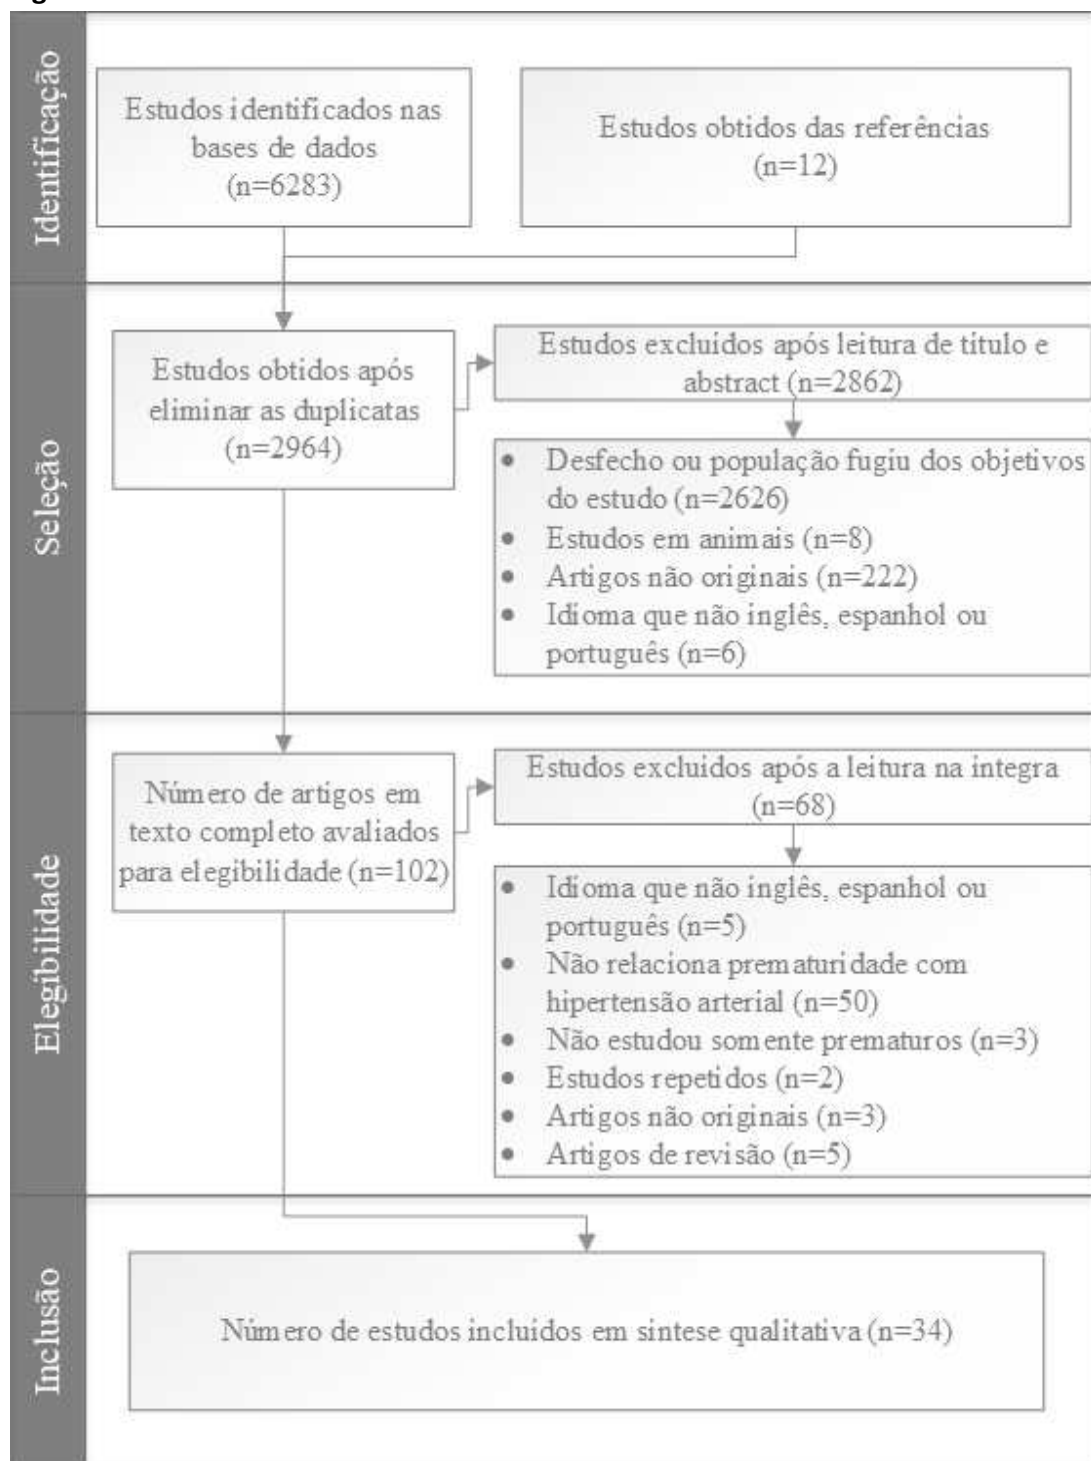 Identificação
Estudos identificados nas
bases de dados
(n=6283)
Estudos obtidos das referências
(n=12)
Seleção
Estudos obtidos após
eliminar as duplicatas
(n=2964)
Estudos excluídos após leitura de título e
abstract (n=2862)
• Desfecho ou população fugiu dos objetivos
do estudo (n=2626)
• Estudos em animais (n=8)
• Artigos não originais (n=222)
• Idioma que não inglês, espanhol ou
português (n=6)
Elegibilidade
Número de artigos em
texto completo avaliados
para elegibilidade (n=102)
Estudos excluidos após a leitura na íntegra
(n=68)
• Idioma que não inglês, espanhol ou
português (n=5)
• Não relaciona prematuridade com
hipertensão arterial (n=50)
• Não estudou somente prematuros (n=3)
• Estudos repetidos (n=2)
• Artigos não originais (n=3)
• Artigos de revisão (n=5)
Inclusão
Número de estudos incluídos em síntese qualitativa (n=34)